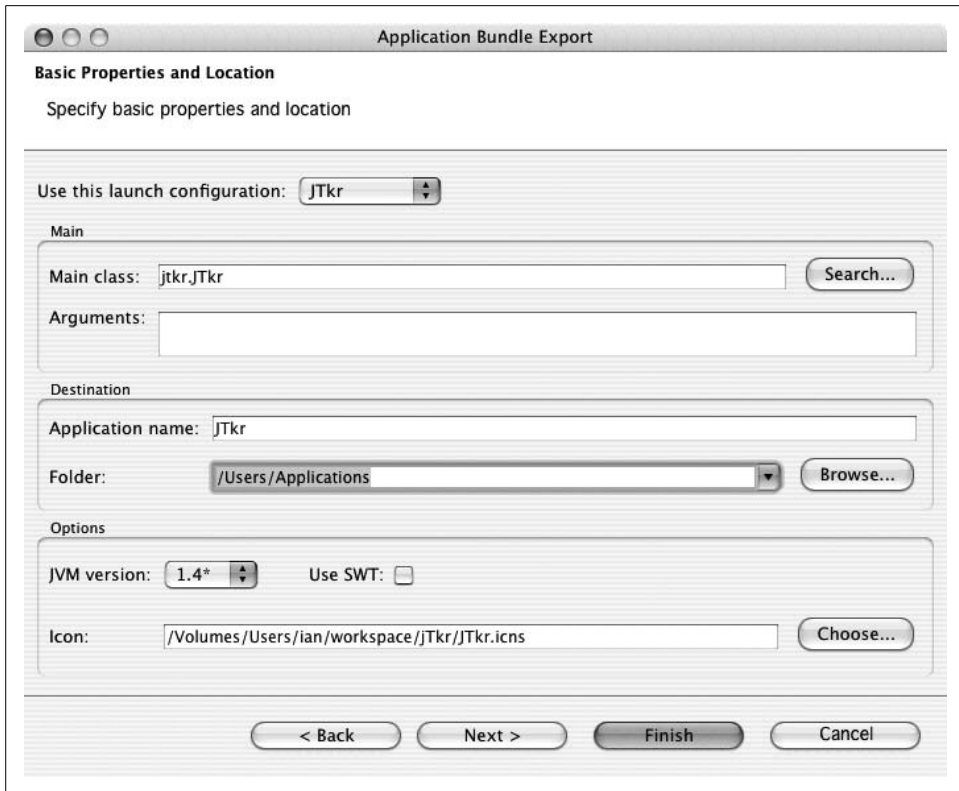 Application Bundle Export
Basic Properties and Location
Specify basic properties and location
Use this launch configuration: JTkr
Main
Main class: jtkr.JTkr Search...
Arguments:
Destination
Application name: JTkr
Folder: /Users/Applications Browse...
Options
JVM version: 1.4* Use SWT:
Icon: /Volumes/Users/ian/workspace/jTkr/JTkr.icns Choose...
< Back Next > Finish Cancel